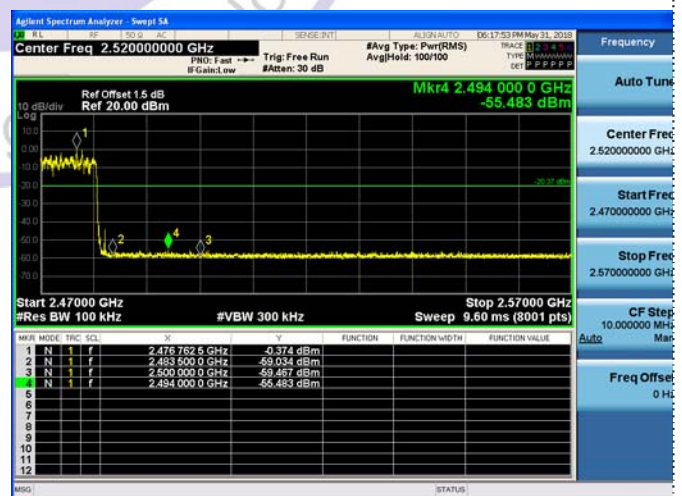 Agilent Spectrum Analyzer - Swept SA
RL RF 50 Ω AC SENSE:INT ALIGNAUTO 06:17:53 PM May 31, 2018
Center Freq 2.520000000 GHz #Avg Type: Pwr(RMS) TRACE 1 2 3 4 5 6
PNO: Fast Trig: Free Run Avg|Hold: 100/100 TYPE
IFGain:Low #Atten: 30 dB DET P P P P P P
Frequency
Ref Offset 1.5 dB Mkr4 2.494 000 0 GHz
10 dB/div Ref 20.00 dBm -55.483 dBm
Log
10.0
0.00
-10.0
-20.0
-30.0
-40.0
-50.0
-60.0
-70.0
1
-20.37 dBm
2 4 3
Start 2.47000 GHz Stop 2.57000 GHz
#Res BW 100 kHz #VBW 300 kHz Sweep 9.60 ms (8001 pts)
MKR MODE TRC SCL X Y FUNCTION FUNCTION WIDTH FUNCTION VALUE
1 N 1 f 2.476 762 5 GHz -0.374 dBm
2 N 1 f 2.483 500 0 GHz -59.034 dBm
3 N 1 f 2.500 000 0 GHz -59.467 dBm
4 N 1 f 2.494 000 0 GHz -55.483 dBm
5
6
7
8
9
10
11
12
MSG STATUS
Auto Tune
Center Freq
2.520000000 GHz
Start Freq
2.470000000 GHz
Stop Freq
2.570000000 GHz
CF Step
10.000000 MHz
Auto Man
Freq Offset
0 Hz